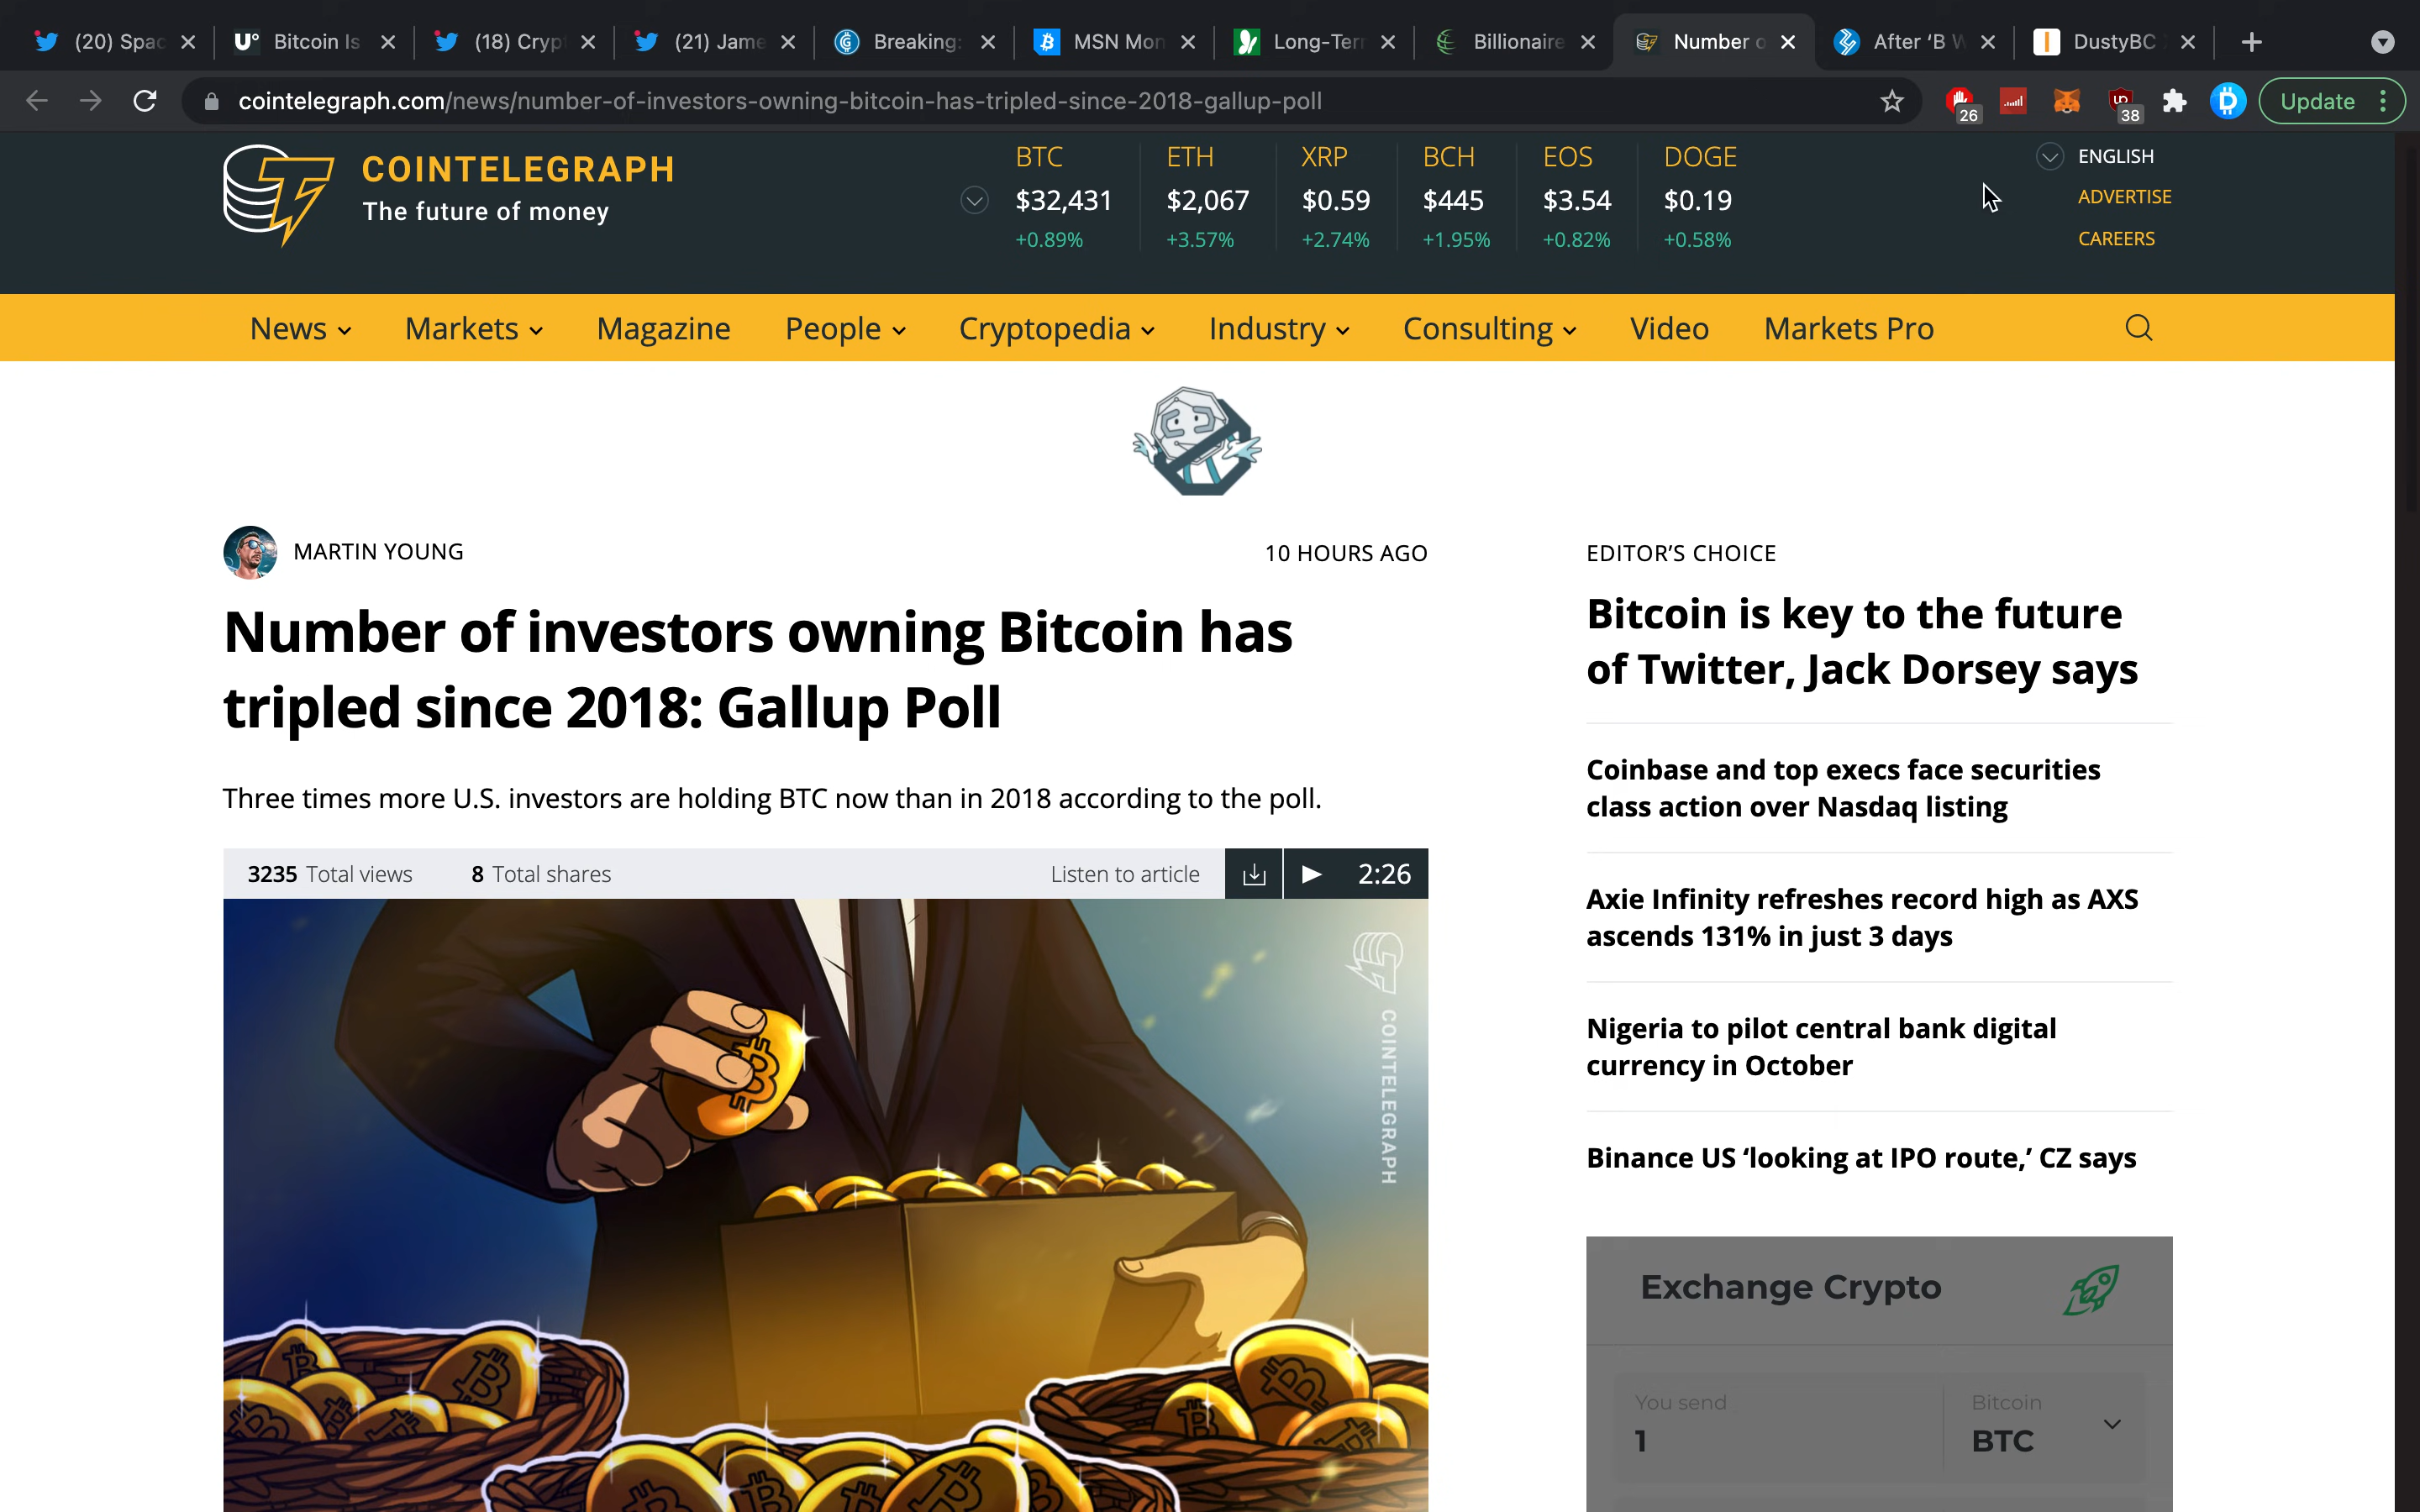 (20) Spac
Bitcoin Is
(18) Cryp
(21) Jame
Breaking:
MSN Mon
Long-Terr
Billionaire
Number o
After ‘B W
DustyBC
cointelegraph.com/news/number-of-investors-owning-bitcoin-has-tripled-since-2018-gallup-poll
26
38
Update
COINTELEGRAPH
The future of money
BTC
$32,431
+0.89%
ETH
$2,067
+3.57%
XRP
$0.59
+2.74%
BCH
$445
+1.95%
EOS
$3.54
+0.82%
DOGE
$0.19
+0.58%
ENGLISH
ADVERTISE
CAREERS
News
Markets
Magazine
People
Cryptopedia
Industry
Consulting
Video
Markets Pro
MARTIN YOUNG
10 HOURS AGO
Number of investors owning Bitcoin has
tripled since 2018: Gallup Poll
Three times more U.S. investors are holding BTC now than in 2018 according to the poll.
3235 Total views
8 Total shares
Listen to article
2:26
COINTELEGRAPH
EDITOR’S CHOICE
Bitcoin is key to the future
of Twitter, Jack Dorsey says
Coinbase and top execs face securities
class action over Nasdaq listing
Axie Infinity refreshes record high as AXS
ascends 131% in just 3 days
Nigeria to pilot central bank digital
currency in October
Binance US ‘looking at IPO route,’ CZ says
Exchange Crypto
You send
1
Bitcoin
BTC